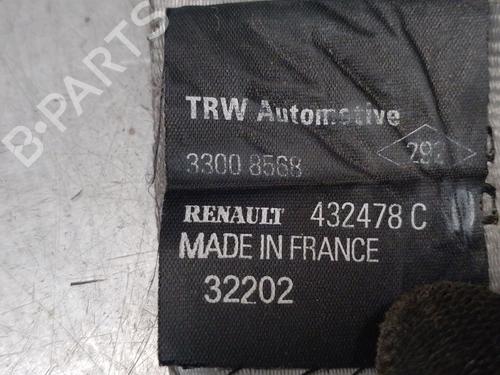 B-PARTS
TRW Automotive
3300 8568
292
RENAULT 432478 C
MADE IN FRANCE
32202